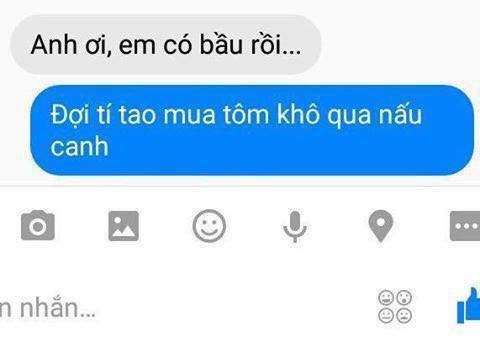 Anh ơi, em có bầu rồi...
Đợi tí tao mua tôm khô qua nấu
canh
n nhắn...